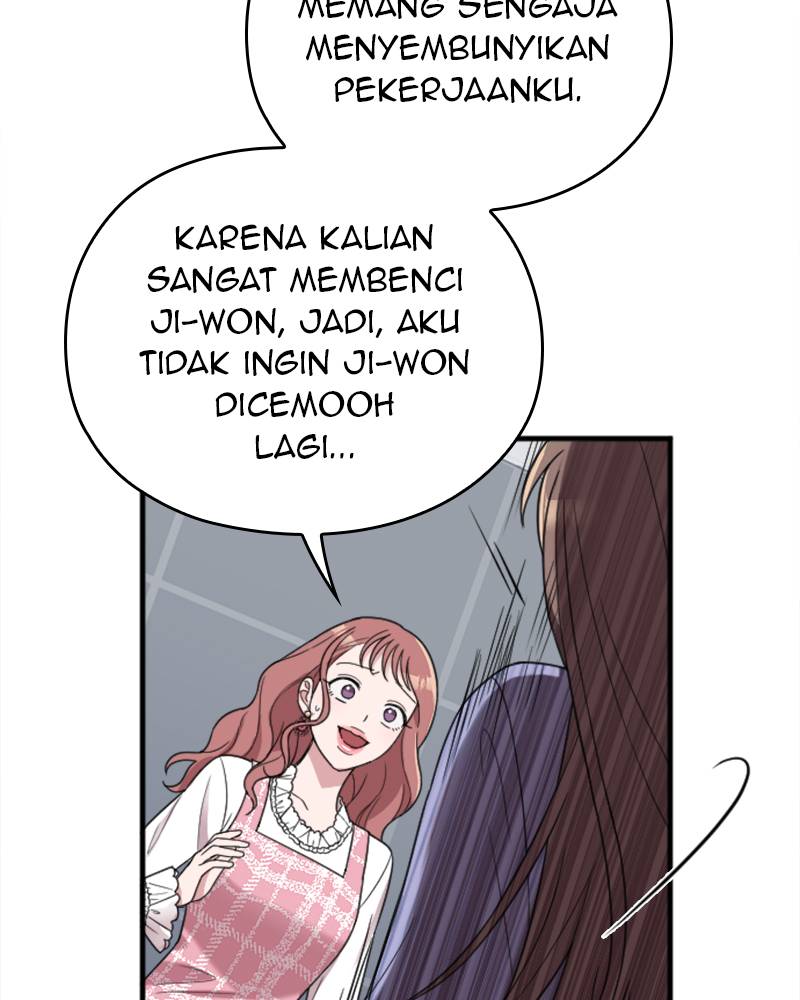 MEMANG SENGAJA
MENYEMBUNYIKAN
PEKERJAANKU.
KARENA KALIAN
SANGAT MEMBENCI
JI-WON, JADI, AKU
TIDAK INGIN JI-WON
DICEMOOH
LAGI...